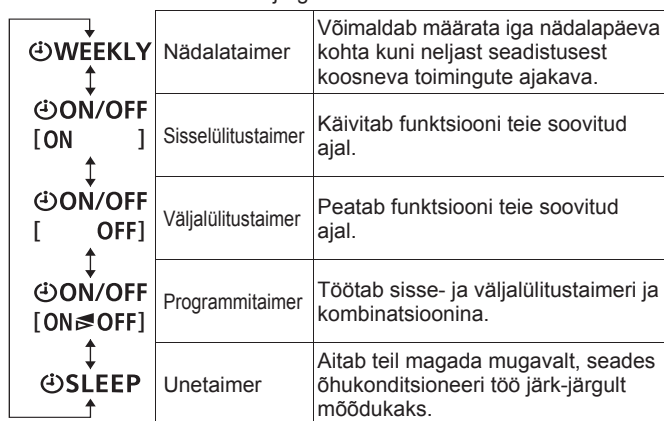 WEEKLY
Nädalataimer
Võimaldab määrata iga nädalapäeva
kohta kuni neljast seadistusest
koosneva toimingute ajakava.
ON/OFF
[ON ]
Sisselülitustaimer
Käivitab funktsiooni teie soovitud
ajal.
ON/OFF
[ OFF]
Väljalülitustaimer
Peatab funktsiooni teie soovitud
ajal.
ON/OFF
[ON OFF]
Programmitaimer
Töötab sisse- ja väljalülitustaimeri ja
kombinatsioonina.
SLEEP
Unetaimer
Aitab teil magada mugavalt, seades
õhukonditsioneeri töö järk-järgult
mõõdukaks.